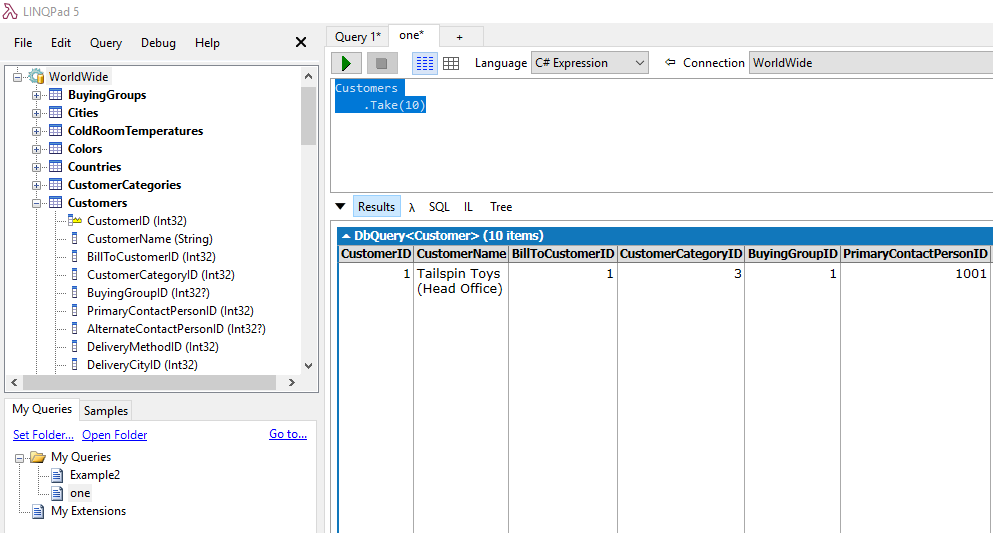 LINQPad 5
File Edit Query Debug Help
WorldWide
BuyingGroups
Cities
ColdRoomTemperatures
Colors
Countries
CustomerCategories
Customers
CustomerID (Int32)
CustomerName (String)
BillToCustomerID (Int32)
CustomerCategoryID (Int32)
BuyingGroupID (Int32?)
PrimaryContactPersonID (Int32)
AlternateContactPersonID (Int32?)
DeliveryMethodID (Int32)
DeliveryCityID (Int32)
My Queries Samples
Set Folder... Open Folder Go to...
My Queries
Example2
one
My Extensions
Query 1* one* +
Language C# Expression Connection WorldWide
Customers
.Take(10)
Results λ SQL IL Tree
DbQuery<Customer> (10 items)
CustomerID CustomerName BillToCustomerID CustomerCategoryID BuyingGroupID PrimaryContactPersonID
1 Tailspin Toys 1 3 1 1001
(Head Office)